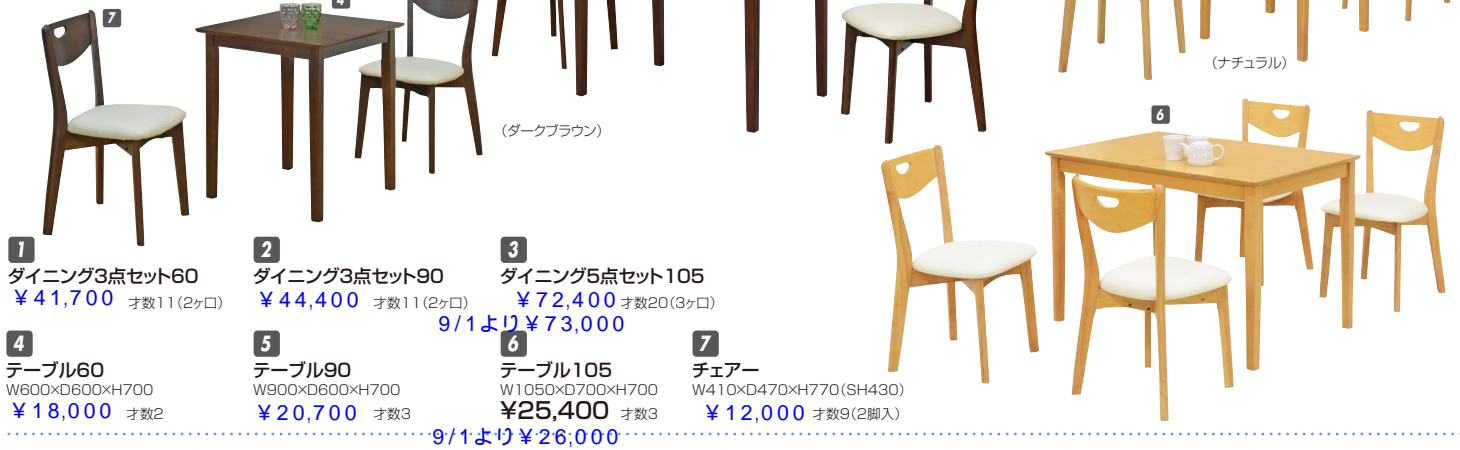 7
4
(ナチュラル)
(ダークブラウン)
6
1
ダイニング3点セット60
¥41,700 才数11(2ヶ口)
2
ダイニング3点セット90
¥44,400 才数11(2ヶ口)
3
ダイニング5点セット105
¥72,400 才数20(3ヶ口)
9/1より¥73,000
4
テーブル60
W600×D600×H700
¥18,000 才数2
5
テーブル90
W900×D600×H700
¥20,700 才数3
6
テーブル105
W1050×D700×H700
¥25,400 才数3
9/1より¥26,000
7
チェアー
W410×D470×H770(SH430)
¥12,000 才数9(2脚入)